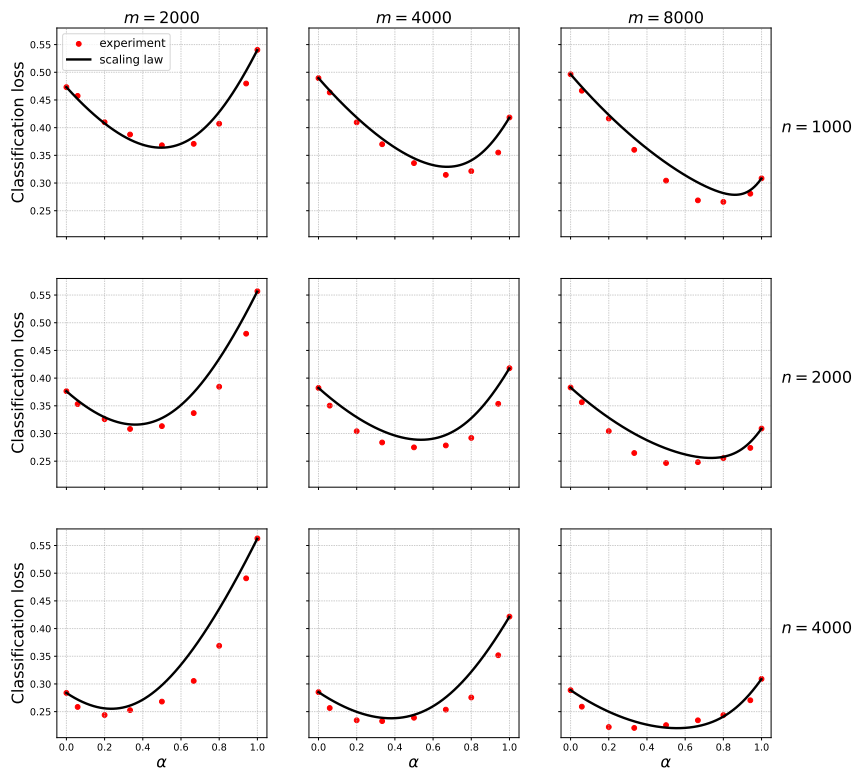 m = 2000
m = 4000
m = 8000
experiment
scaling law
0.55
0.50
0.45
0.40
0.35
0.30
0.25
Classification loss
n = 1000
0.55
0.50
0.45
0.40
0.35
0.30
0.25
Classification loss
n = 2000
0.55
0.50
0.45
0.40
0.35
0.30
0.25
Classification loss
n = 4000
0.0 0.2 0.4 0.6 0.8 1.0
0.0 0.2 0.4 0.6 0.8 1.0
0.0 0.2 0.4 0.6 0.8 1.0
α
α
α